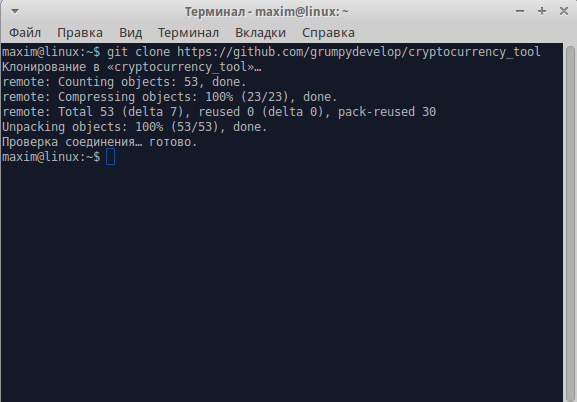 Терминал - maxim@linux: ~
Файл Правка Вид Терминал Вкладки Справка
maxim@linux:~$ git clone https://github.com/grumpydevelop/cryptocurrency_tool
Клонирование в «cryptocurrency_tool»…
remote: Counting objects: 53, done.
remote: Compressing objects: 100% (23/23), done.
remote: Total 53 (delta 7), reused 0 (delta 0), pack-reused 30
Unpacking objects: 100% (53/53), done.
Проверка соединения… готово.
maxim@linux:~$